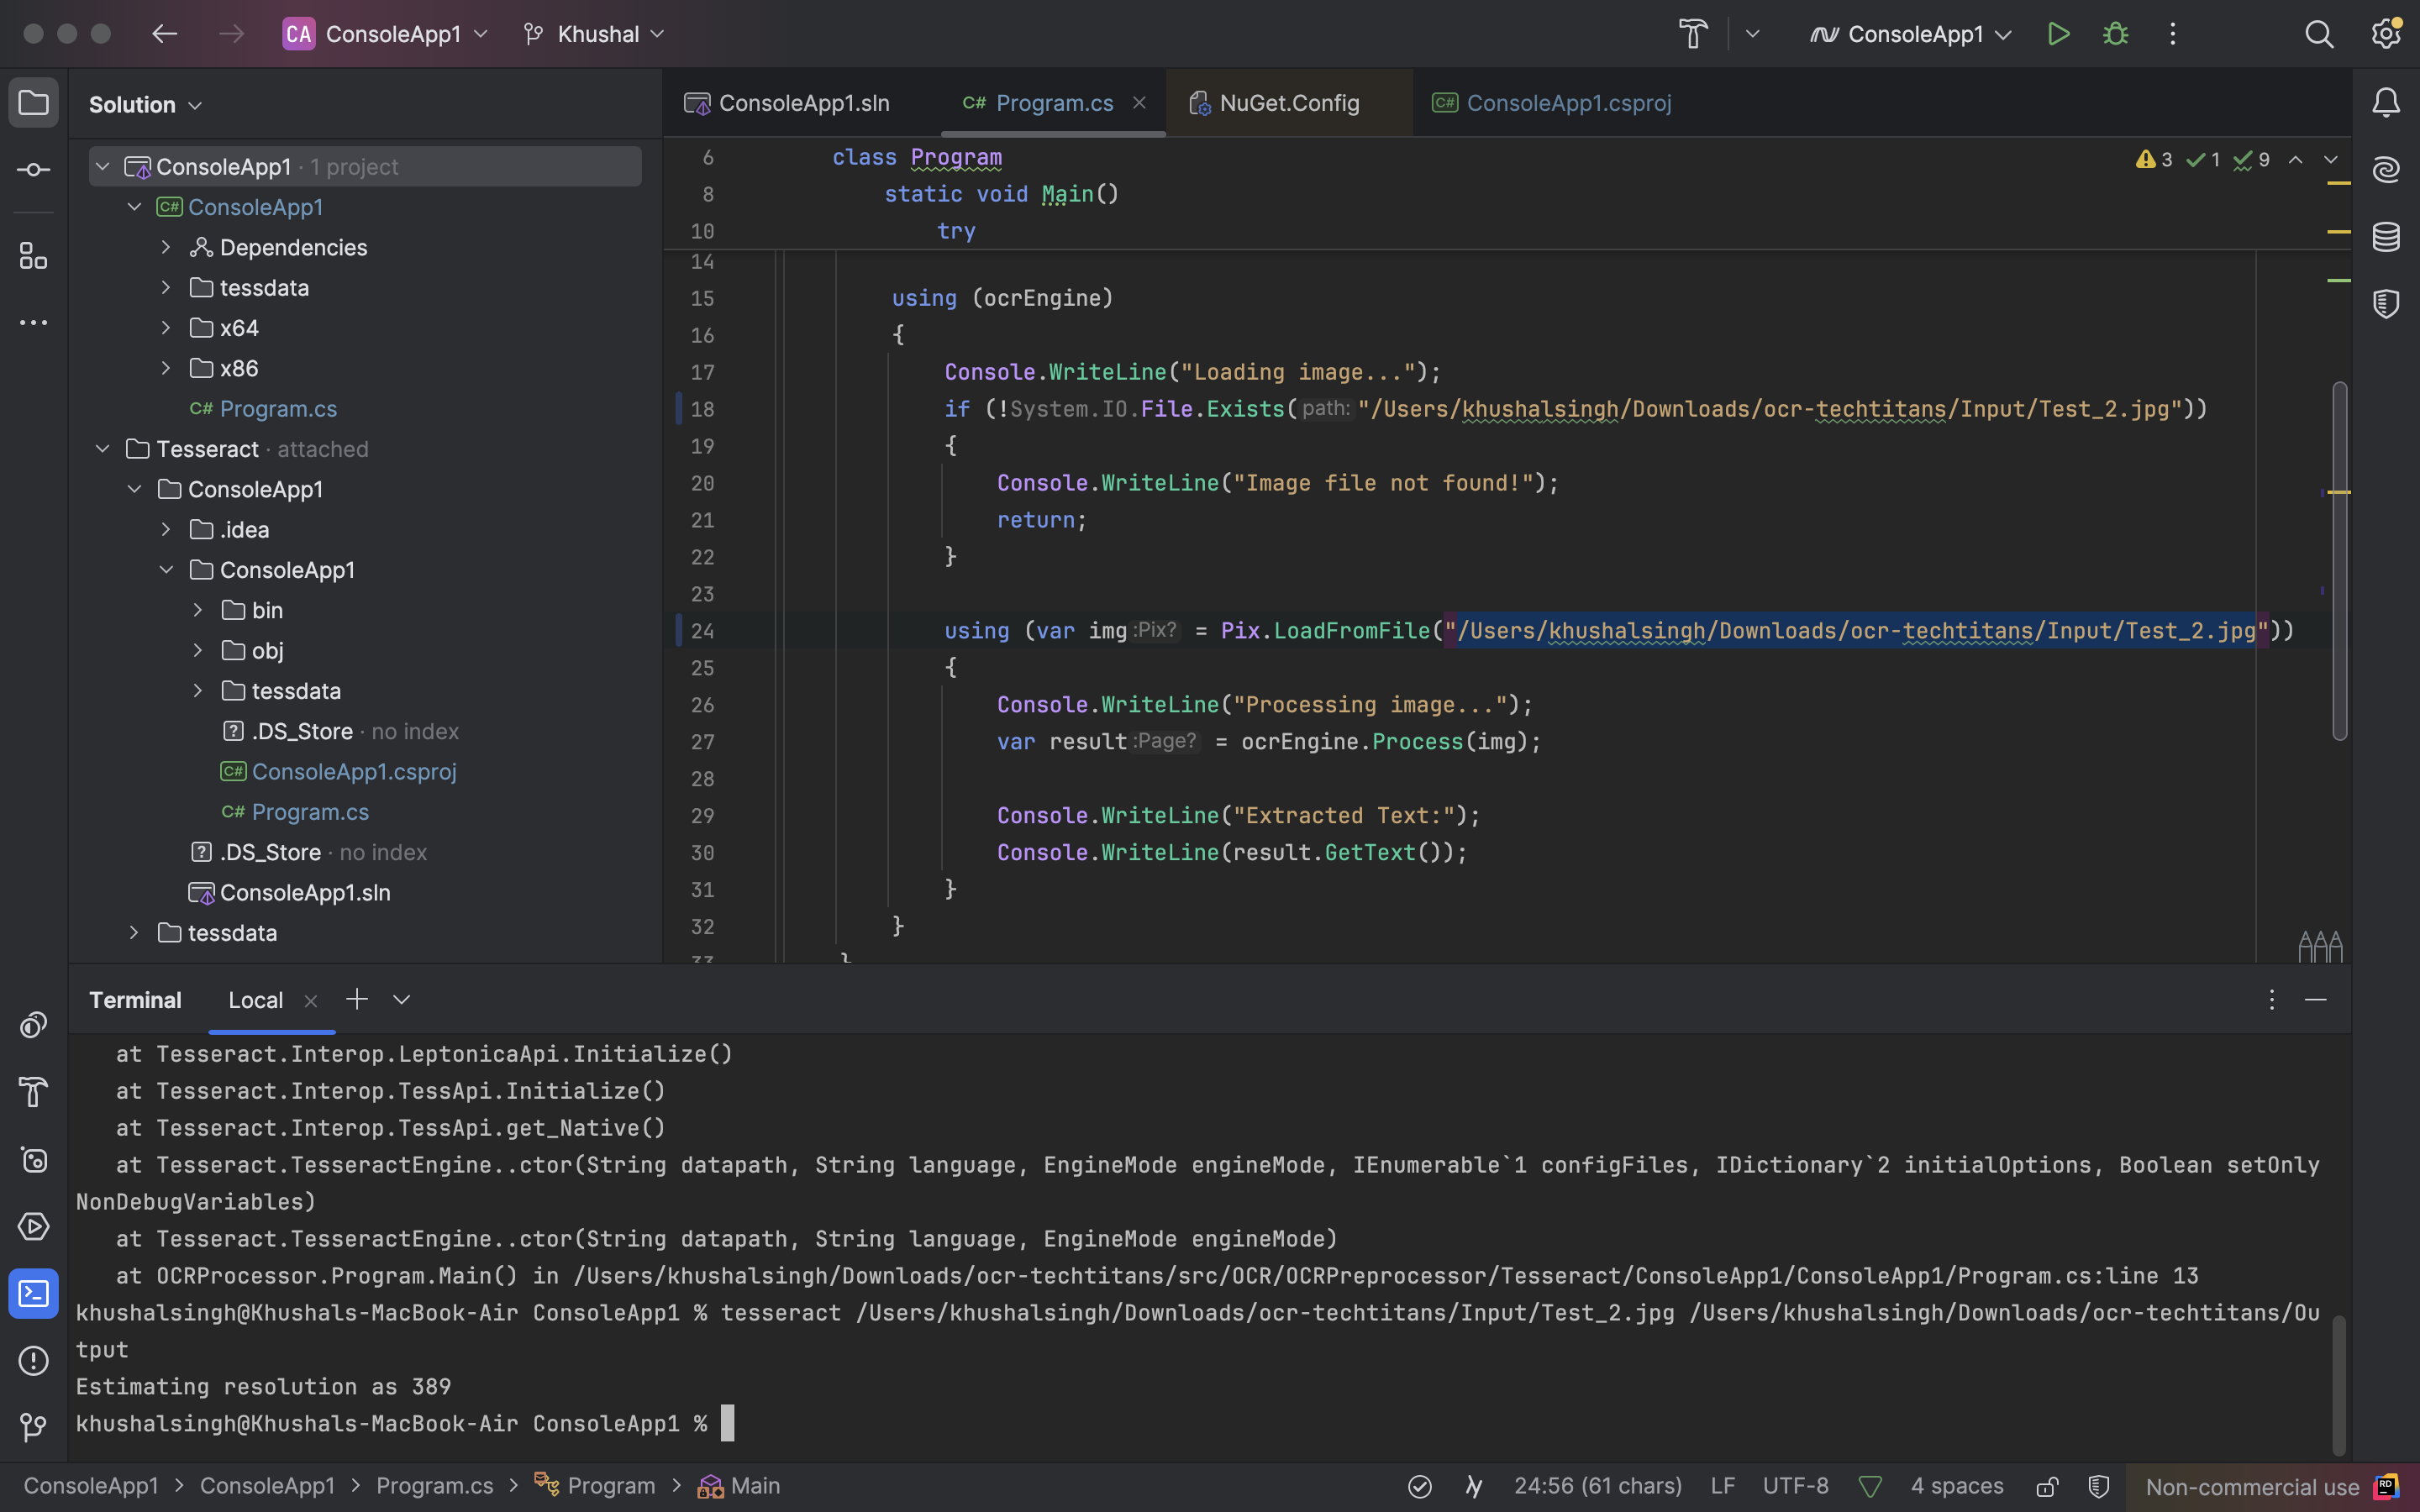 CA ConsoleApp1 Khushal ConsoleApp1
Solution
ConsoleApp1 · 1 project
C# ConsoleApp1
Dependencies
tessdata
x64
x86
C# Program.cs
Tesseract · attached
ConsoleApp1
.idea
ConsoleApp1
bin
obj
tessdata
? .DS_Store · no index
C# ConsoleApp1.csproj
C# Program.cs
? .DS_Store · no index
ConsoleApp1.sln
tessdata
ConsoleApp1.sln C# Program.cs NuGet.Config C# ConsoleApp1.csproj
6 class Program
3 1 9
8 static void Main()
10 try
14
15 using (ocrEngine)
16 {
17 Console.WriteLine("Loading image...");
18 if (!System.IO.File.Exists( path: "/Users/khushalsingh/Downloads/ocr-techtitans/Input/Test_2.jpg"))
19 {
20 Console.WriteLine("Image file not found!");
21 return;
22 }
23
24 using (var img :Pix? = Pix.LoadFromFile("/Users/khushalsingh/Downloads/ocr-techtitans/Input/Test_2.jpg"))
25 {
26 Console.WriteLine("Processing image...");
27 var result :Page? = ocrEngine.Process(img);
28
29 Console.WriteLine("Extracted Text:");
30 Console.WriteLine(result.GetText());
31 }
32 }
33 }
Terminal Local
at Tesseract.Interop.LeptonicaApi.Initialize()
at Tesseract.Interop.TessApi.Initialize()
at Tesseract.Interop.TessApi.get_Native()
at Tesseract.TesseractEngine..ctor(String datapath, String language, EngineMode engineMode, IEnumerable`1 configFiles, IDictionary`2 initialOptions, Boolean setOnly
NonDebugVariables)
at Tesseract.TesseractEngine..ctor(String datapath, String language, EngineMode engineMode)
at OCRProcessor.Program.Main() in /Users/khushalsingh/Downloads/ocr-techtitans/src/OCR/OCRPreprocessor/Tesseract/ConsoleApp1/ConsoleApp1/Program.cs:line 13
khushalsingh@Khushals-MacBook-Air ConsoleApp1 % tesseract /Users/khushalsingh/Downloads/ocr-techtitans/Input/Test_2.jpg /Users/khushalsingh/Downloads/ocr-techtitans/Ou
tput
Estimating resolution as 389
khushalsingh@Khushals-MacBook-Air ConsoleApp1 %
ConsoleApp1 > ConsoleApp1 > Program.cs > Program > Main 24:56 (61 chars) LF UTF-8 4 spaces Non-commercial use RD